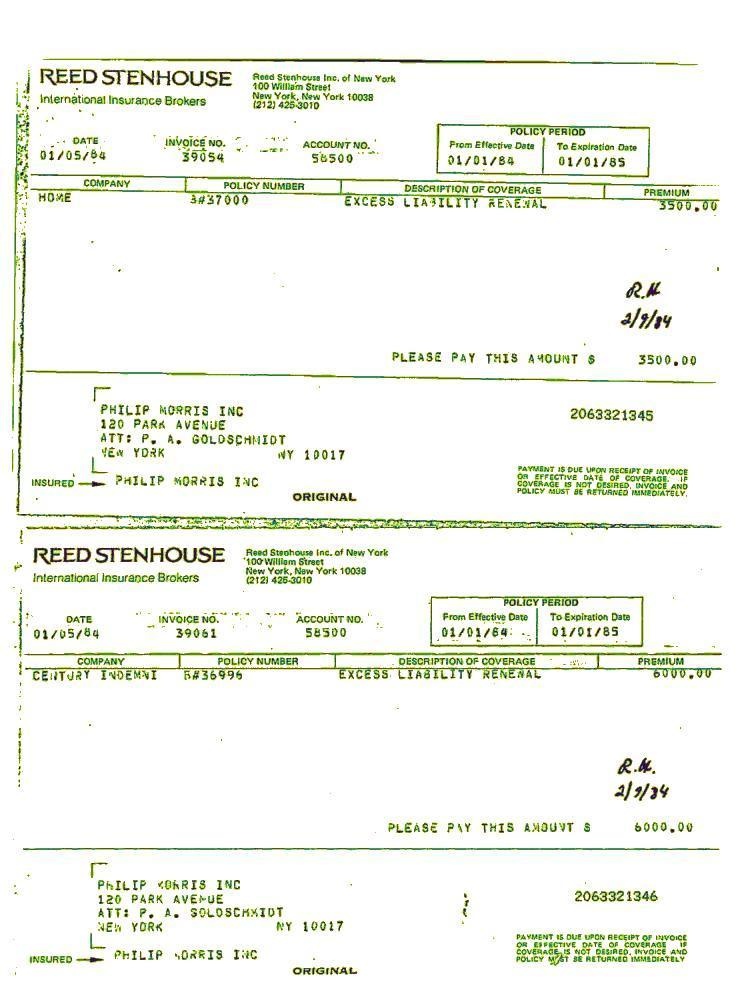 REED STENHOUSE
International Insurance Brokers
Reed Stenhouse Inc. of New York
100 William Street
New York, New York 10038
(212) 425-3010
POLICY PERIOD
DATE INVOICE NO. ACCOUNT NO. From Effective Date To Expiration Date
01/05/84 39054 58500 01/01/84 01/01/85
COMPANY POLICY NUMBER DESCRIPTION OF COVERAGE PREMIUM
HOME B#37000 EXCESS LIABILITY RENEWAL 3500.00
R.H
2/9/84
PLEASE PAY THIS AMOUNT $ 3500.00
PHILIP MORRIS INC
120 PARK AVENUE
ATT: P. A. GOLDSCHMIDT
NEW YORK NY 10017
2063321345
INSURED PHILIP MORRIS INC
ORIGINAL
PAYMENT IS DUE UPON RECEIPT OF INVOICE
OR EFFECTIVE DATE OF COVERAGE. IF
COVERAGE IS NOT DESIRED, INVOICE AND
POLICY MUST BE RETURNED IMMEDIATELY.
REED STENHOUSE
International Insurance Brokers
Reed Stenhouse Inc. of New York
100 William Street
New York, New York 10038
(212) 425-3010
POLICY PERIOD
DATE INVOICE NO. ACCOUNT NO. From Effective Date To Expiration Date
01/05/84 39061 58500 01/01/84 01/01/85
COMPANY POLICY NUMBER DESCRIPTION OF COVERAGE PREMIUM
CENTURY INDEMNI B#36996 EXCESS LIABILITY RENEWAL 6000.00
R.H.
2/9/84
PLEASE PAY THIS AMOUNT $ 6000.00
PHILIP MORRIS INC
120 PARK AVENUE
ATT: P. A. GOLDSCHMIDT
NEW YORK NY 10017
2063321346
INSURED PHILIP MORRIS INC
ORIGINAL
PAYMENT IS DUE UPON RECEIPT OF INVOICE
OR EFFECTIVE DATE OF COVERAGE IF
COVERAGE IS NOT DESIRED, INVOICE AND
POLICY MUST BE RETURNED IMMEDIATELY